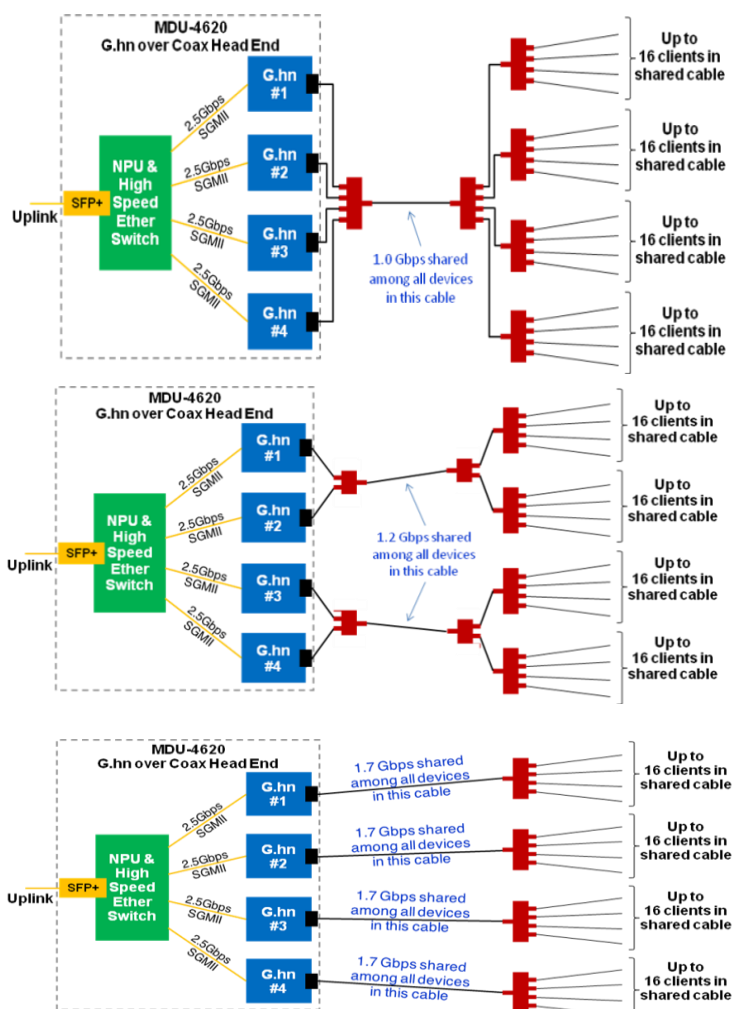 MDU-4620
G.hn over Coax Head End
G.hn
#1
G.hn
#2
G.hn
#3
G.hn
#4
2.5Gbps
SGMII
2.5Gbps
SGMII
2.5Gbps
SGMII
2.5Gbps
SGMII
NPU &
High
Speed
Ether
Switch
SFP+
Uplink
1.0 Gbps shared
among all devices
in this cable
Up to
16 clients in
shared cable
Up to
16 clients in
shared cable
Up to
16 clients in
shared cable
Up to
16 clients in
shared cable
MDU-4620
G.hn over Coax Head End
G.hn
#1
G.hn
#2
G.hn
#3
G.hn
#4
2.5Gbps
SGMII
2.5Gbps
SGMII
2.5Gbps
SGMII
2.5Gbps
SGMII
NPU &
High
Speed
Ether
Switch
SFP+
Uplink
1.2 Gbps shared
among all devices
in this cable
Up to
16 clients in
shared cable
Up to
16 clients in
shared cable
Up to
16 clients in
shared cable
Up to
16 clients in
shared cable
MDU-4620
G.hn over Coax Head End
G.hn
#1
G.hn
#2
G.hn
#3
G.hn
#4
2.5Gbps
SGMII
2.5Gbps
SGMII
2.5Gbps
SGMII
2.5Gbps
SGMII
NPU &
High
Speed
Ether
Switch
SFP+
Uplink
1.7 Gbps shared
among all devices
in this cable
1.7 Gbps shared
among all devices
in this cable
1.7 Gbps shared
among all devices
in this cable
1.7 Gbps shared
among all devices
in this cable
Up to
16 clients in
shared cable
Up to
16 clients in
shared cable
Up to
16 clients in
shared cable
Up to
16 clients in
shared cable